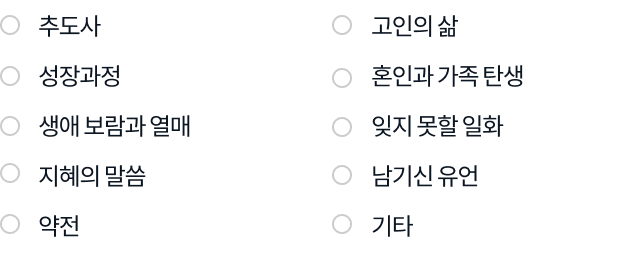 추도사
고인의 삶
성장과정
혼인과 가족 탄생
생애 보람과 열매
잊지 못할 일화
지혜의 말씀
남기신 유언
약전
기타